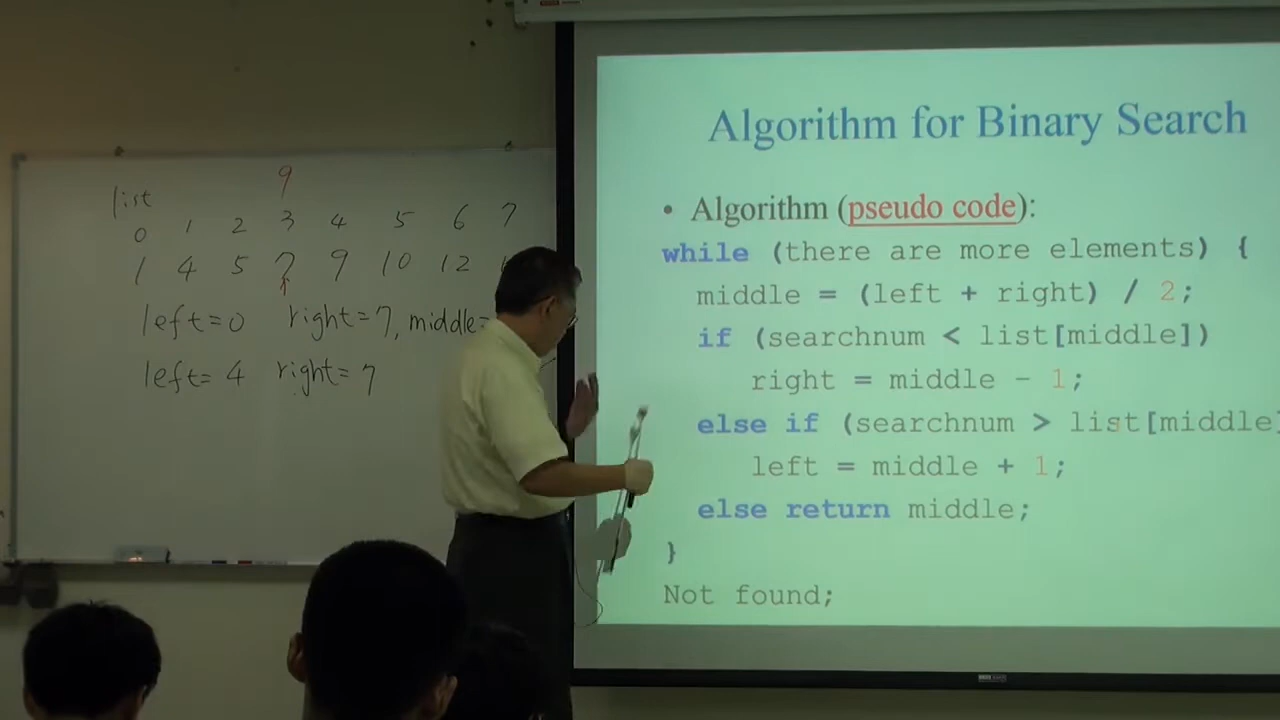 9
list
0 1 2 3 4 5 6 7
1 4 5 7 9 10 12
left=0 right=7, middle=
left= 4 right= 7
Algorithm for Binary Search
• Algorithm (pseudo code):
while (there are more elements) {
middle = (left + right) / 2;
if (searchnum < list[middle])
right = middle - 1;
else if (searchnum > list[middle]
left = middle + 1;
else return middle;
}
Not found;